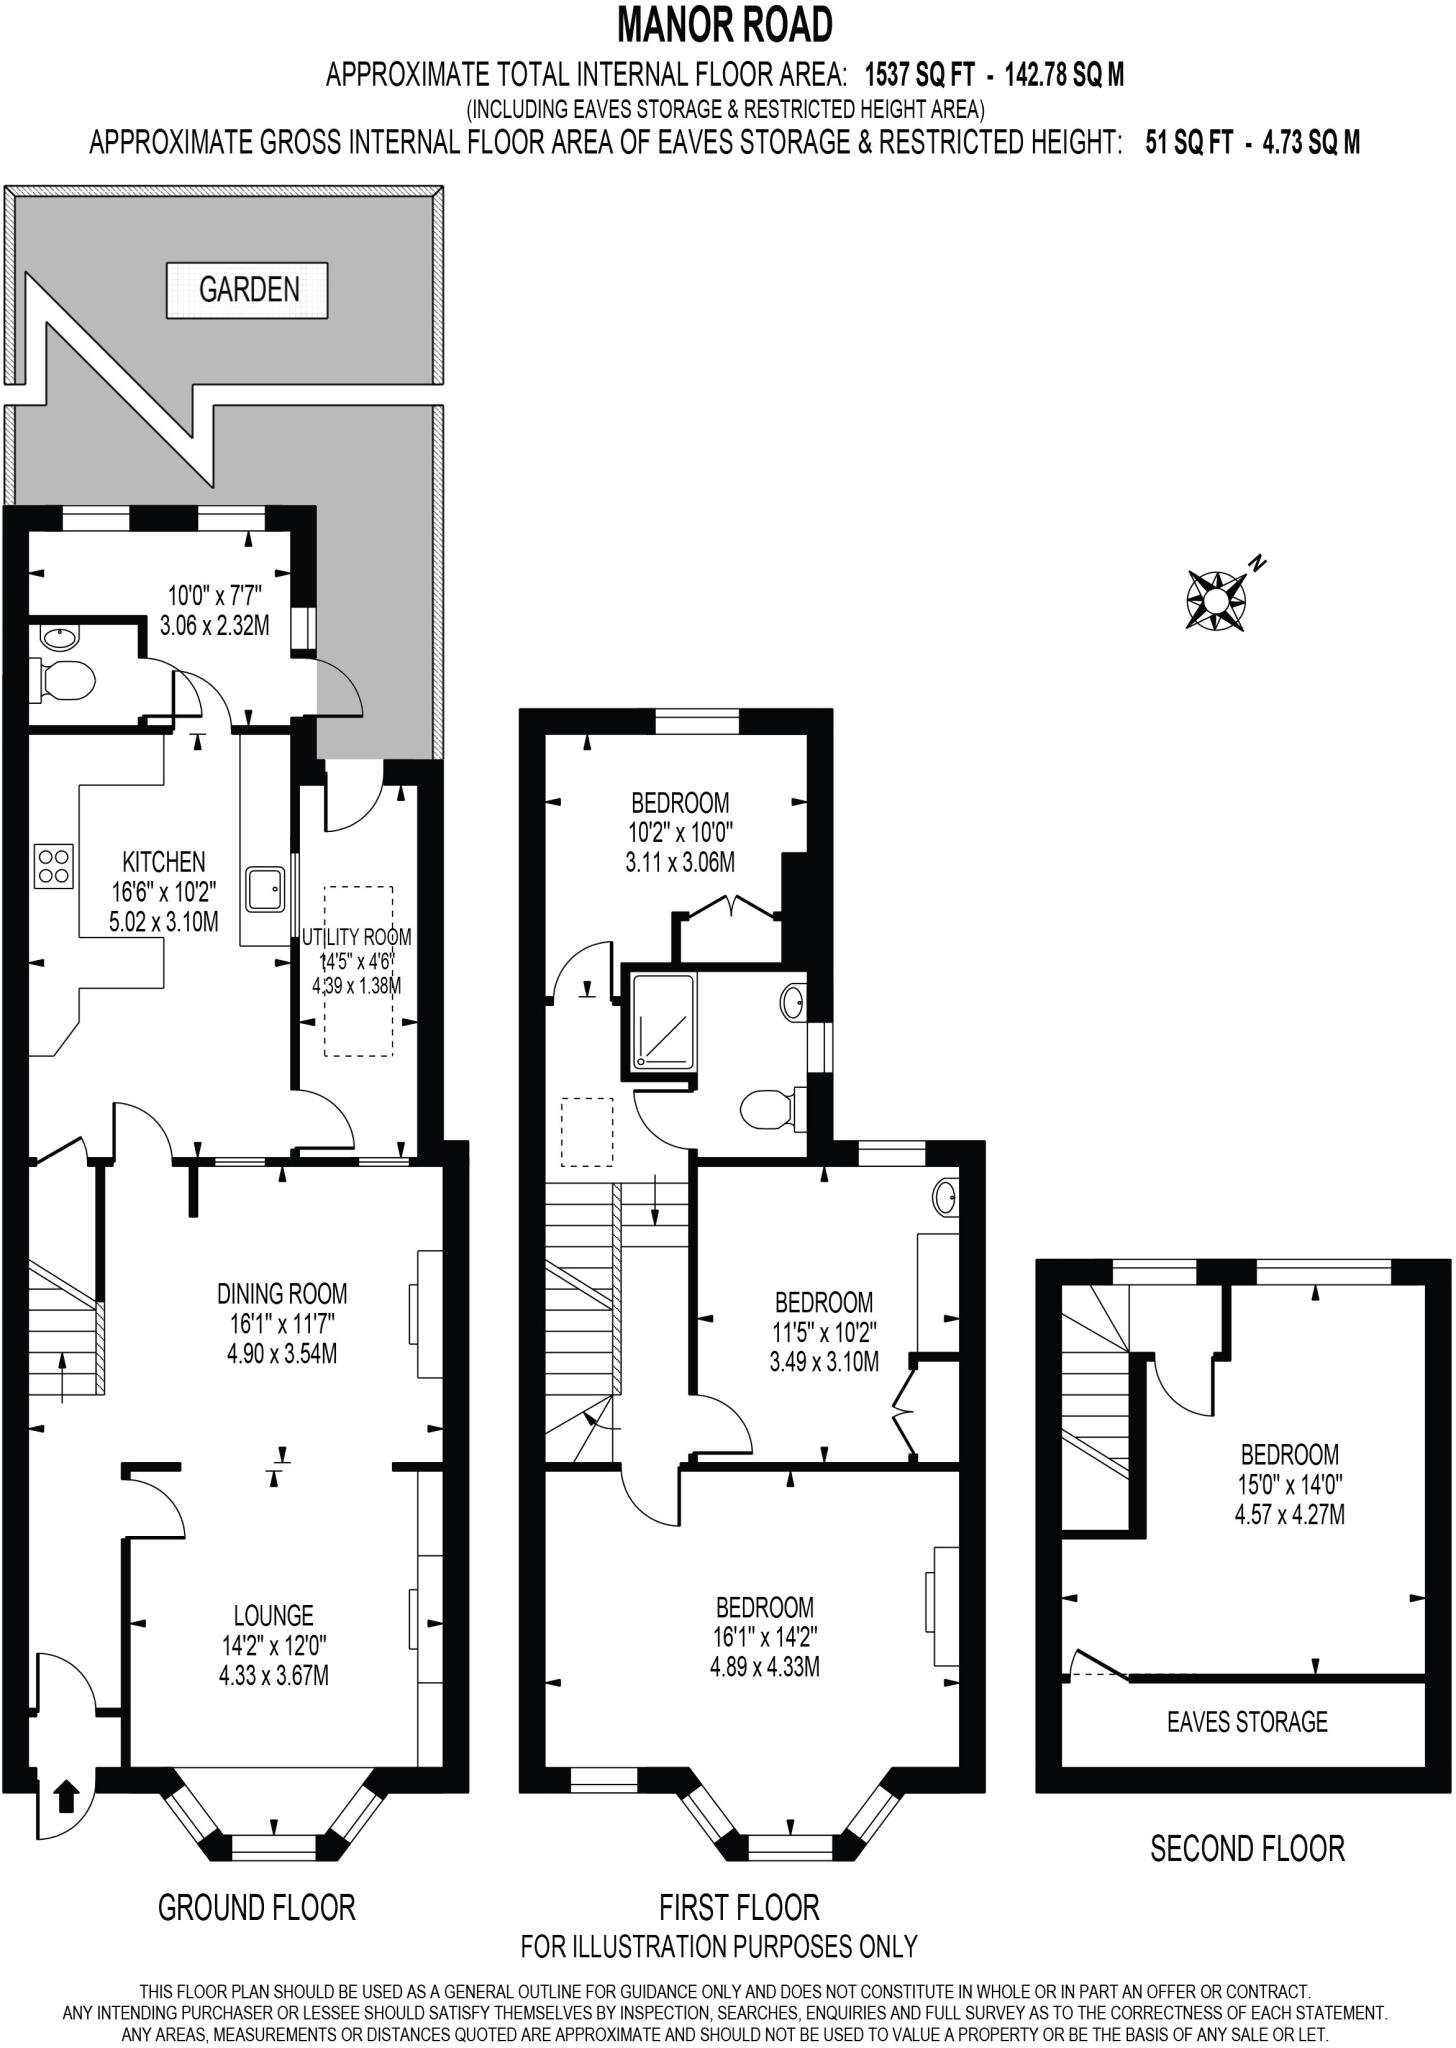 MANOR ROAD
APPROXIMATE TOTAL INTERNAL FLOOR AREA: 1537 SQ FT - 142.78 SQ M
(INCLUDING EAVES STORAGE & RESTRICTED HEIGHT AREA)
APPROXIMATE GROSS INTERNAL FLOOR AREA OF EAVES STORAGE & RESTRICTED HEIGHT: 51 SQ FT - 4.73 SQ M
GARDEN
N
10'0" x 7'7"
3.06 x 2.32M
KITCHEN
16'6" x 10'2"
5.02 x 3.10M
UTILITY ROOM
14'5" x 4'6"
4.39 x 1.38M
DINING ROOM
16'1" x 11'7"
4.90 x 3.54M
LOUNGE
14'2" x 12'0"
4.33 x 3.67M
GROUND FLOOR
BEDROOM
10'2" x 10'0"
3.11 x 3.06M
BEDROOM
11'5" x 10'2"
3.49 x 3.10M
BEDROOM
16'1" x 14'2"
4.89 x 4.33M
FIRST FLOOR
BEDROOM
15'0" x 14'0"
4.57 x 4.27M
EAVES STORAGE
SECOND FLOOR
FOR ILLUSTRATION PURPOSES ONLY
THIS FLOOR PLAN SHOULD BE USED AS A GENERAL OUTLINE FOR GUIDANCE ONLY AND DOES NOT CONSTITUTE IN WHOLE OR IN PART AN OFFER OR CONTRACT.
ANY INTENDING PURCHASER OR LESSEE SHOULD SATISFY THEMSELVES BY INSPECTION, SEARCHES, ENQUIRIES AND FULL SURVEY AS TO THE CORRECTNESS OF EACH STATEMENT.
ANY AREAS, MEASUREMENTS OR DISTANCES QUOTED ARE APPROXIMATE AND SHOULD NOT BE USED TO VALUE A PROPERTY OR BE THE BASIS OF ANY SALE OR LET.